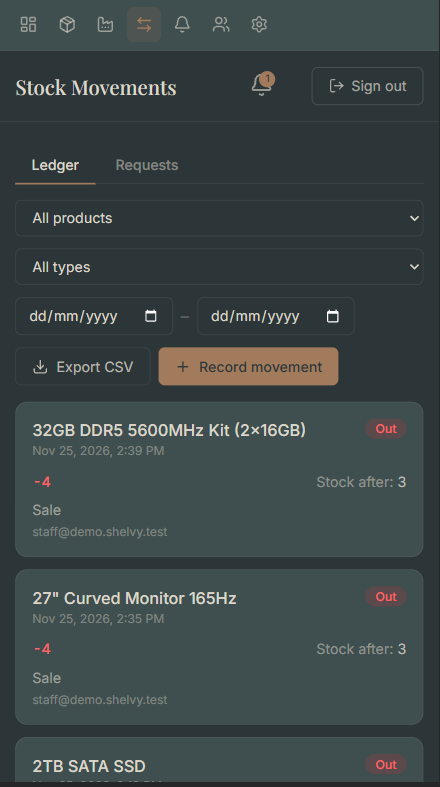 Stock Movements
1
Sign out
Ledger
Requests
All products
All types
dd/mm/yyyy – dd/mm/yyyy
Export CSV
+ Record movement
32GB DDR5 5600MHz Kit (2×16GB)
Out
Nov 25, 2026, 2:39 PM
-4
Stock after: 3
Sale
staff@demo.shelvy.test
27" Curved Monitor 165Hz
Out
Nov 25, 2026, 2:35 PM
-4
Stock after: 3
Sale
staff@demo.shelvy.test
2TB SATA SSD
Out